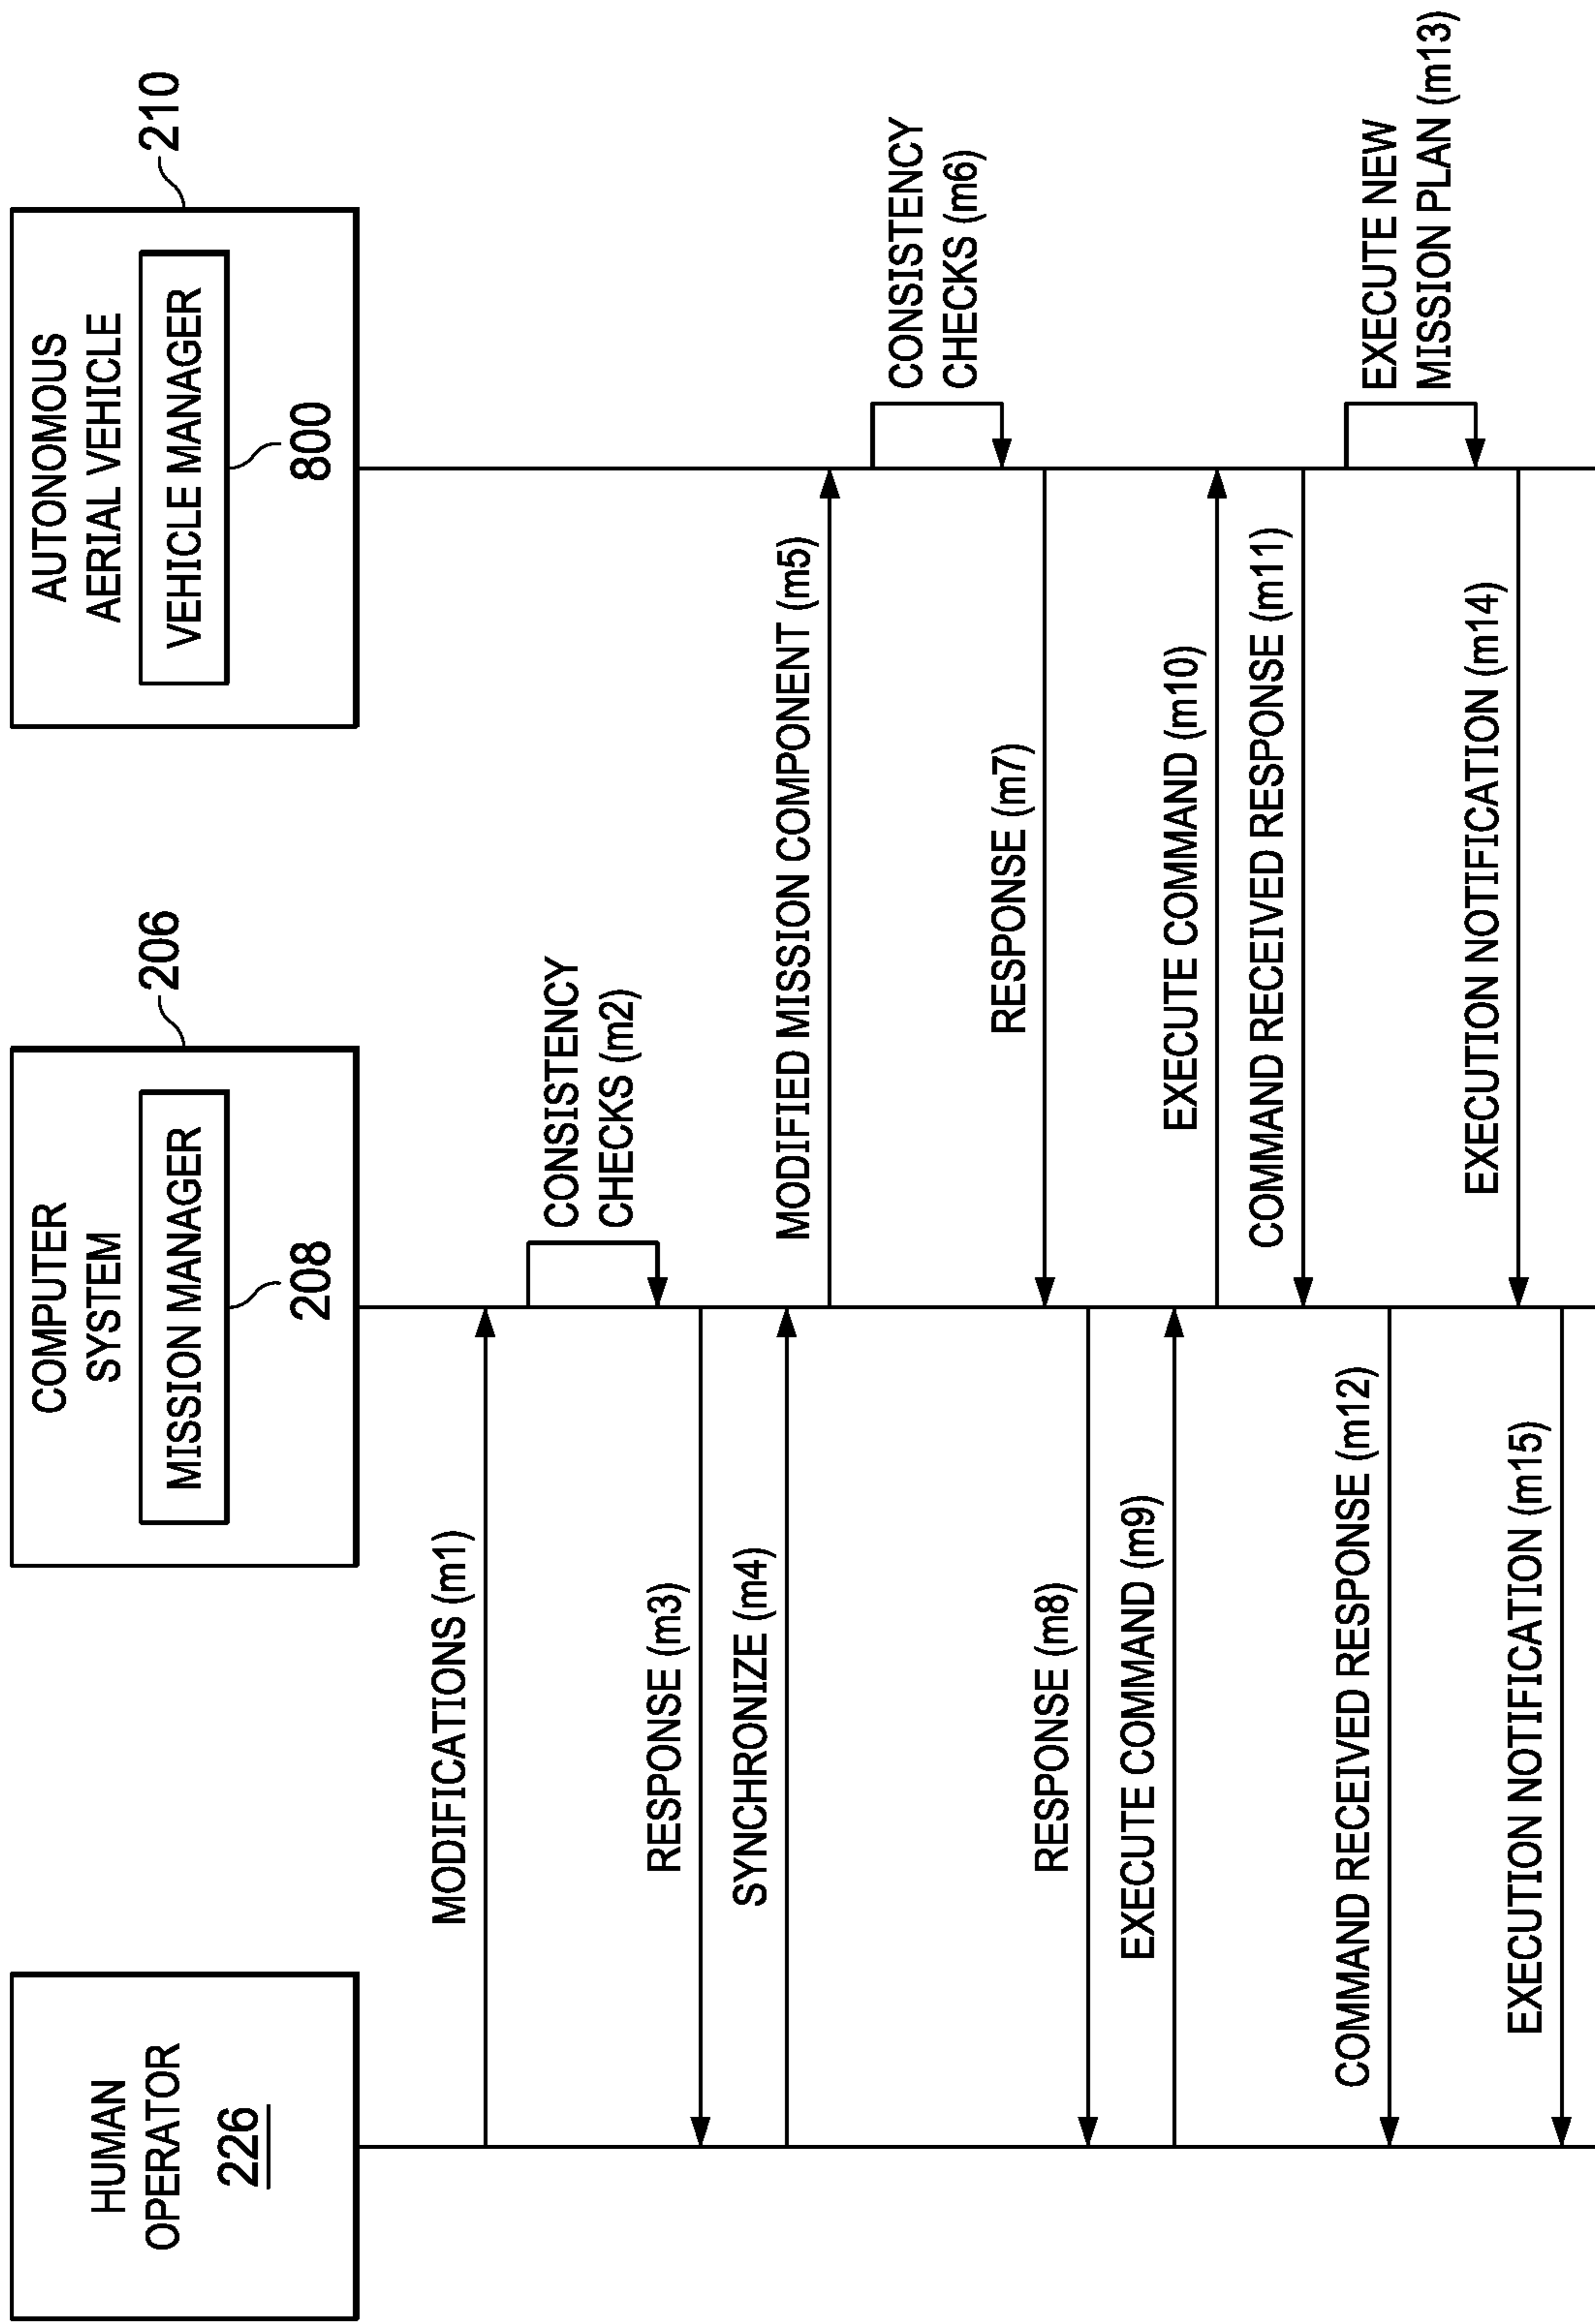 HUMAN
OPERATOR
226
COMPUTER
SYSTEM
MISSION MANAGER
208
206
AUTONOMOUS
AERIAL VEHICLE
VEHICLE MANAGER
800
210
MODIFICATIONS (m1)
CONSISTENCY
CHECKS (m2)
RESPONSE (m3)
SYNCHRONIZE (m4)
MODIFIED MISSION COMPONENT (m5)
CONSISTENCY
CHECKS (m6)
RESPONSE (m7)
RESPONSE (m8)
EXECUTE COMMAND (m9)
EXECUTE COMMAND (m10)
COMMAND RECEIVED RESPONSE (m11)
COMMAND RECEIVED RESPONSE (m12)
EXECUTE NEW
MISSION PLAN (m13)
EXECUTION NOTIFICATION (m14)
EXECUTION NOTIFICATION (m15)